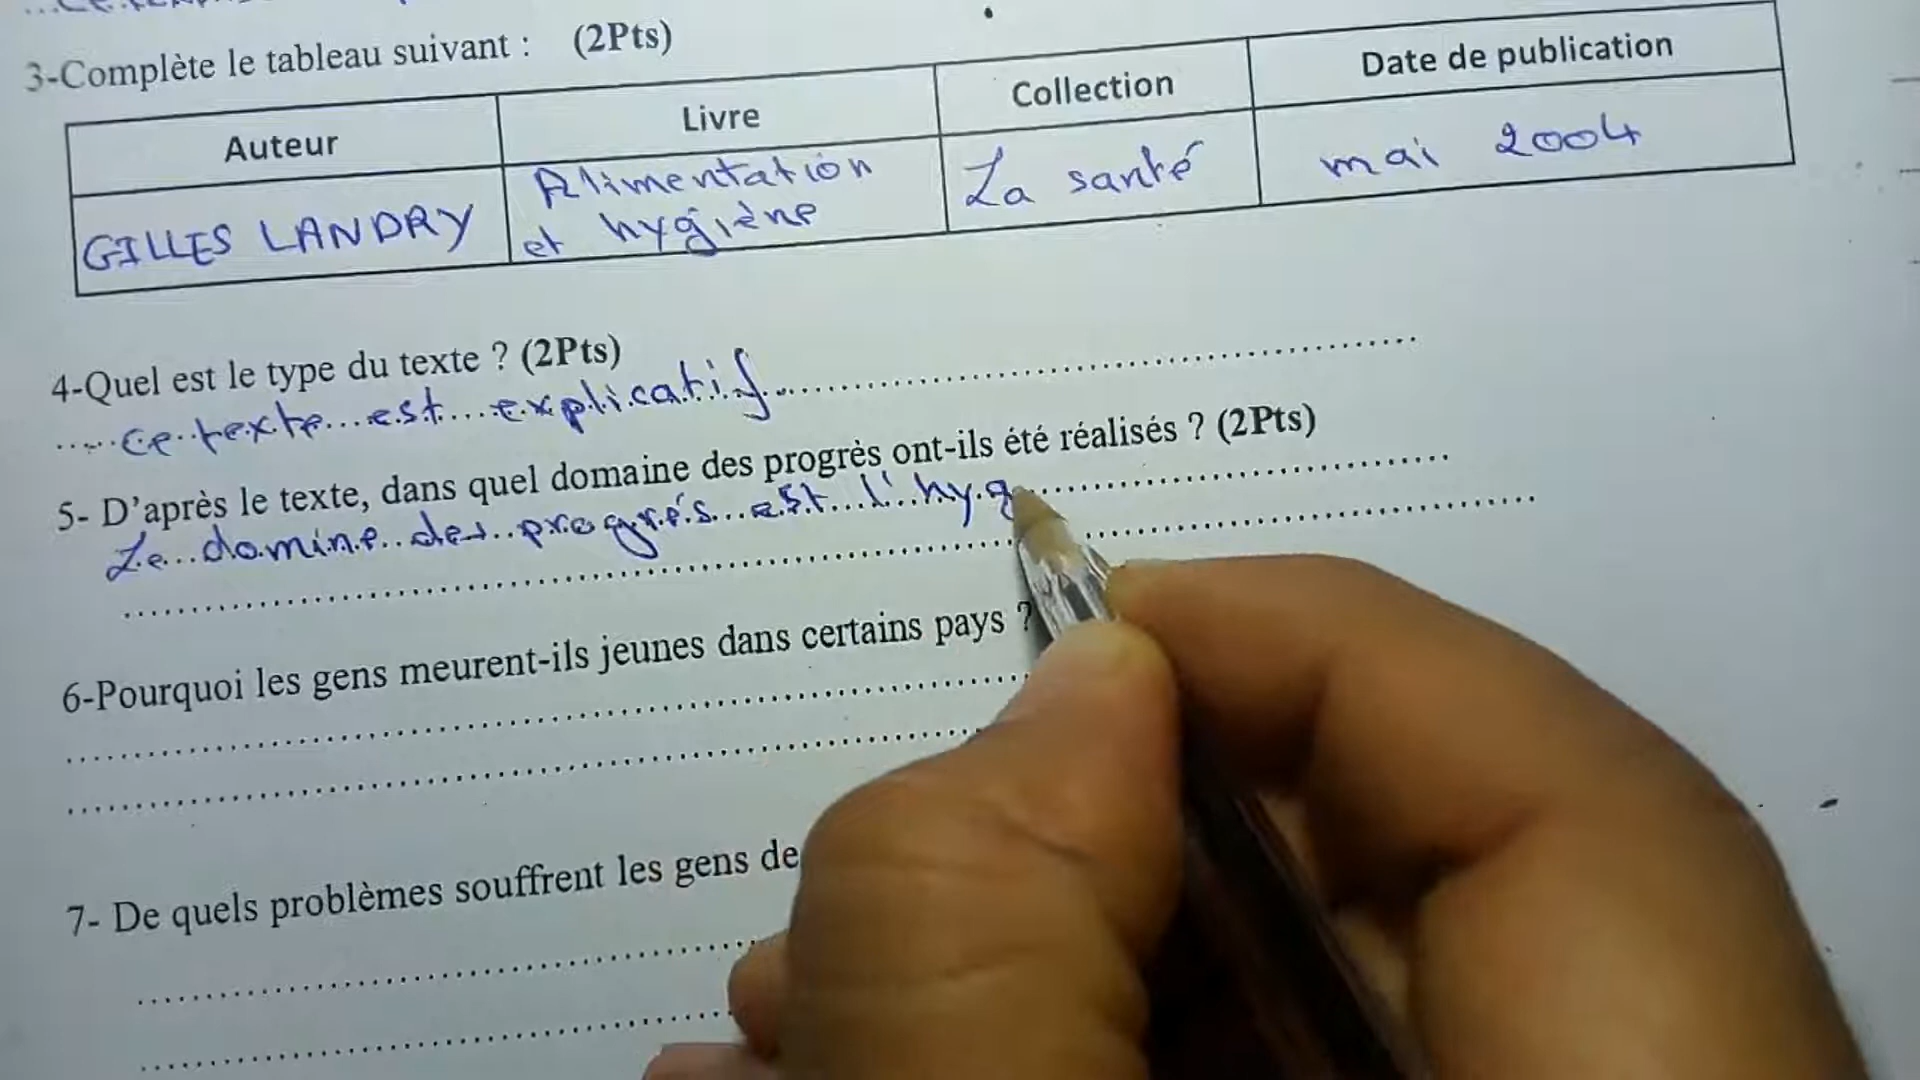 3-Complète le tableau suivant : (2Pts)
Auteur Livre Collection Date de publication
GILLES LANDRY Alimentation et hygiène La santé mai 2004
4-Quel est le type du texte ? (2Pts)
ce texte est explicatif
5- D'après le texte, dans quel domaine des progrès ont-ils été réalisés ? (2Pts)
Le domine des progrés est l'hyg
6-Pourquoi les gens meurent-ils jeunes dans certains pays ?
7- De quels problèmes souffrent les gens de